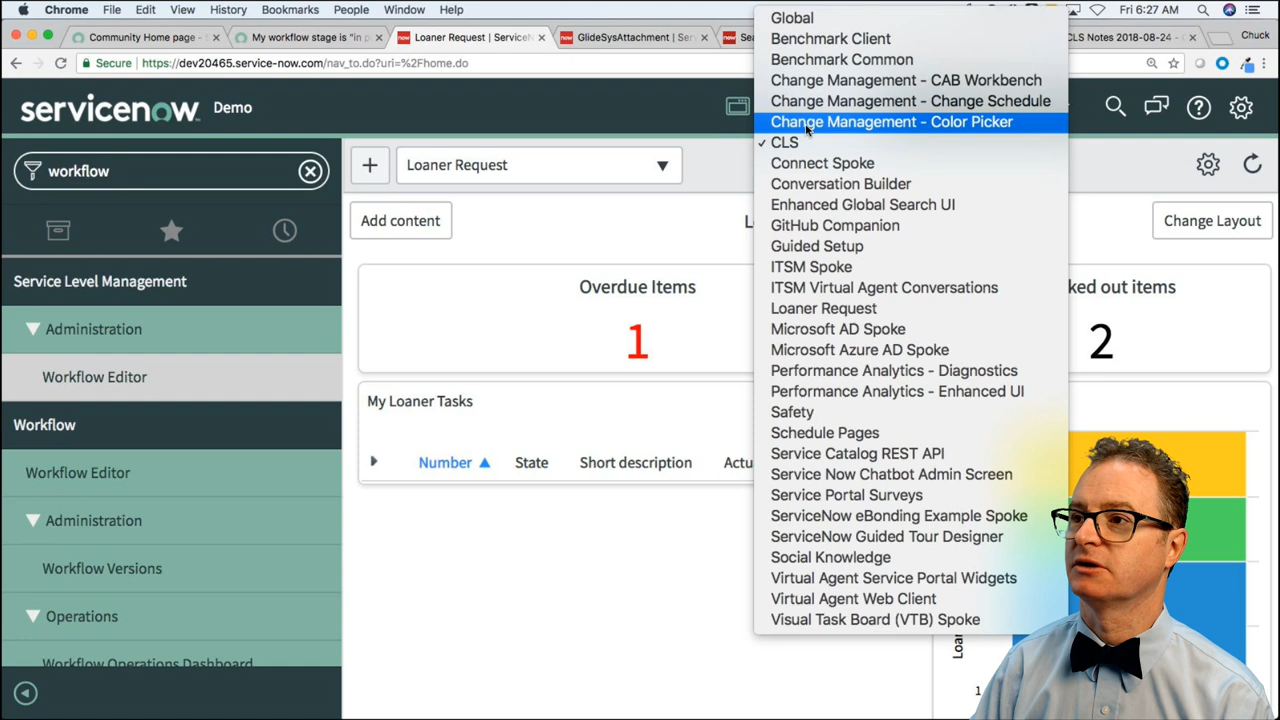 Chrome File Edit View History Bookmarks People Window Help
Fri 6:27 AM
Community Home page -
My workflow stage is "in p
Loaner Request | ServiceN
GlideSysAttachment | Serv
Sea
CLS Notes 2018-08-24 -
Chuck
Secure
https://dev20465.service-now.com/nav_to.do?uri=%2Fhome.do
servicenow Demo
workflow
Loaner Request
Add content
Change Layout
Service Level Management
Administration
Workflow Editor
Workflow
Workflow Editor
Administration
Workflow Versions
Operations
Workflow Operations Dashboard
Overdue Items
1
ked out items
2
My Loaner Tasks
Number State Short description Actu
Global
Benchmark Client
Benchmark Common
Change Management - CAB Workbench
Change Management - Change Schedule
Change Management - Color Picker
✓ CLS
Connect Spoke
Conversation Builder
Enhanced Global Search UI
GitHub Companion
Guided Setup
ITSM Spoke
ITSM Virtual Agent Conversations
Loaner Request
Microsoft AD Spoke
Microsoft Azure AD Spoke
Performance Analytics - Diagnostics
Performance Analytics - Enhanced UI
Safety
Schedule Pages
Service Catalog REST API
Service Now Chatbot Admin Screen
Service Portal Surveys
ServiceNow eBonding Example Spoke
ServiceNow Guided Tour Designer
Social Knowledge
Virtual Agent Service Portal Widgets
Virtual Agent Web Client
Visual Task Board (VTB) Spoke
Loan
1